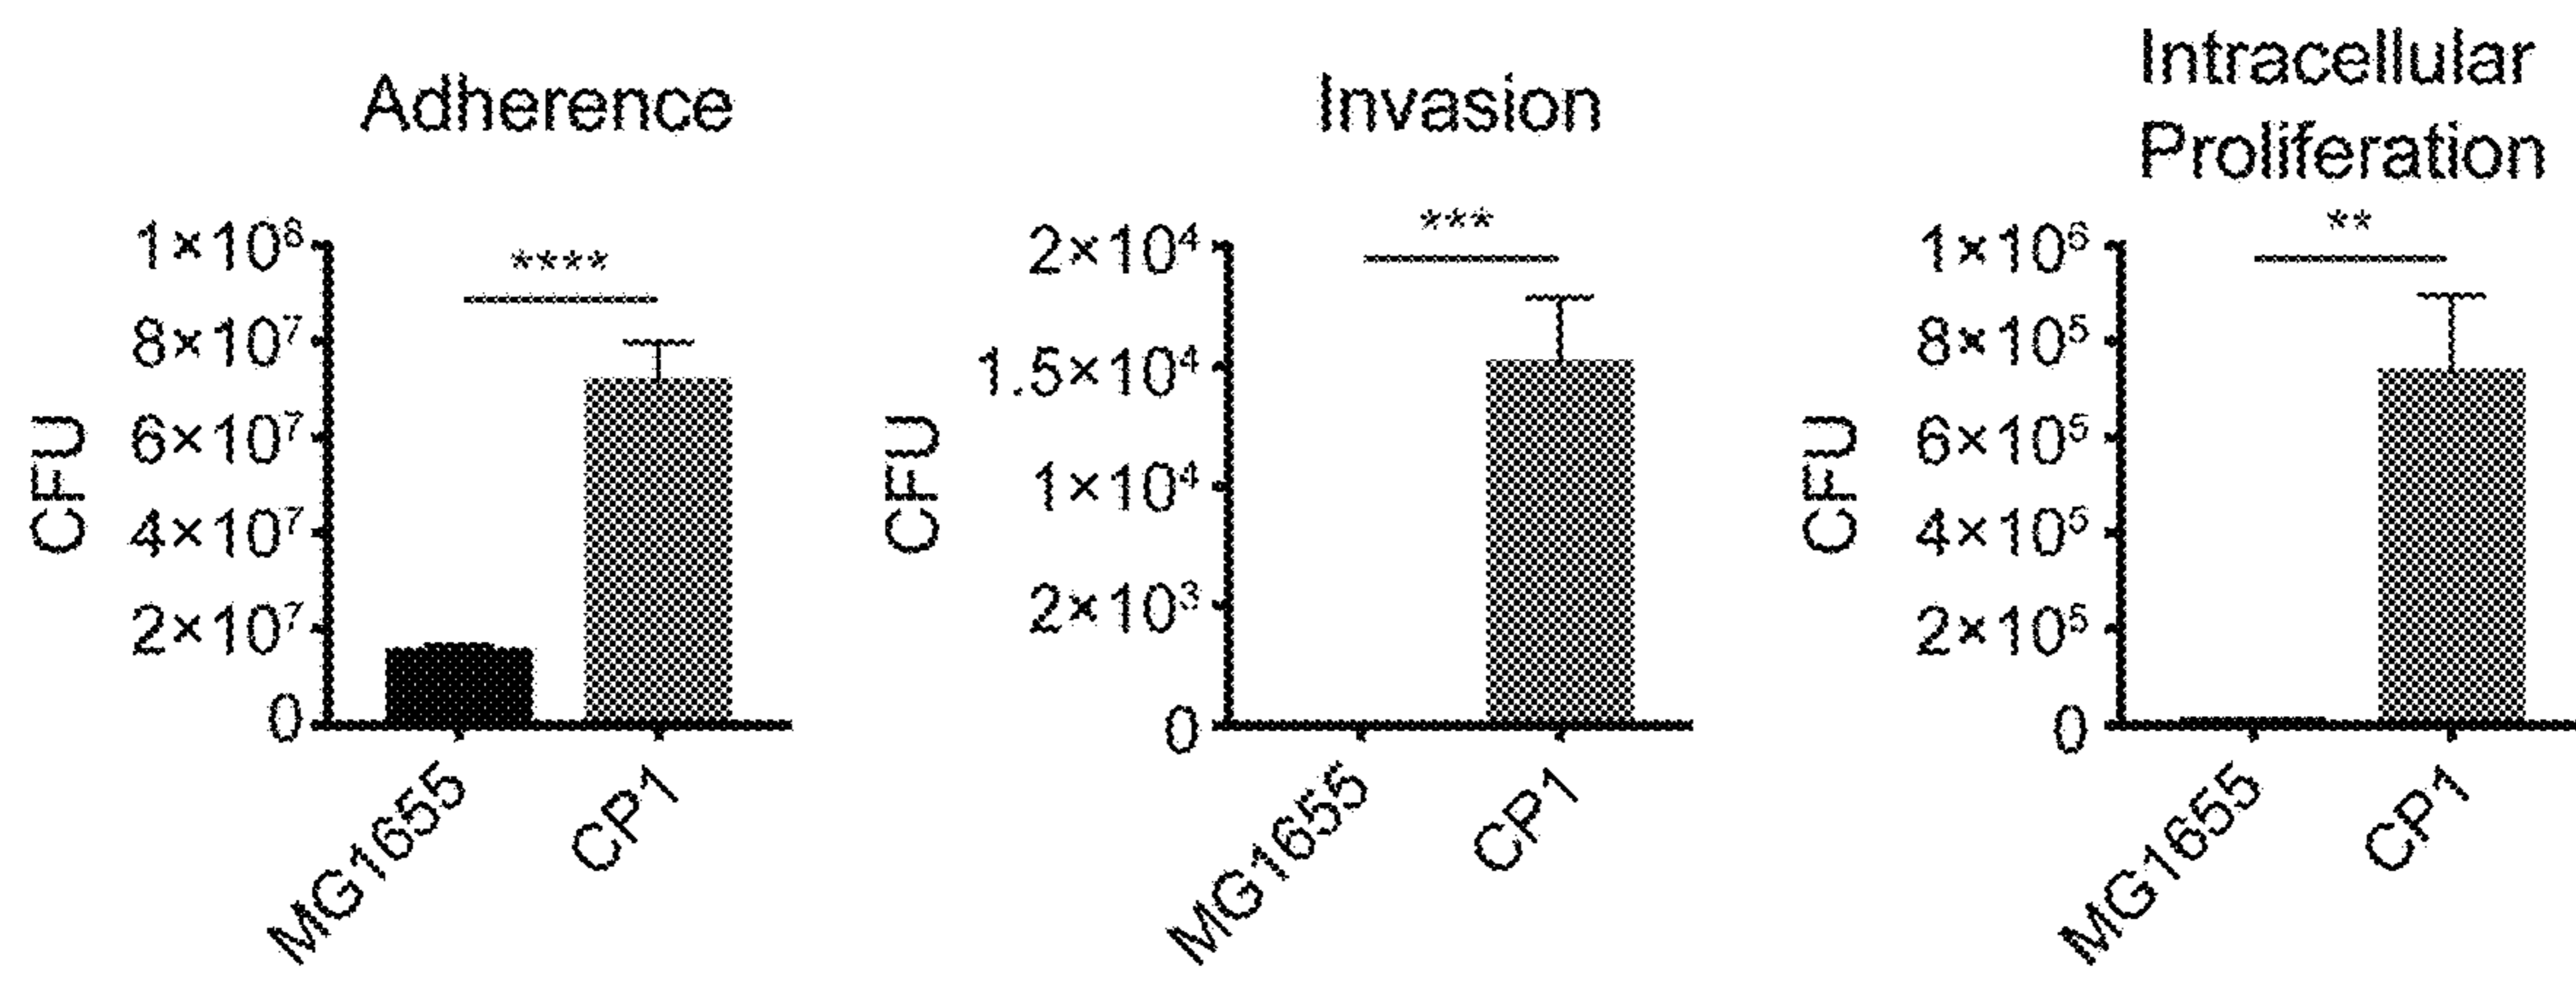 Adherence
****
1×10⁸
8×10⁷
6×10⁷
4×10⁷
2×10⁷
0
CFU
MG1655
CP1
Invasion
***
2×10⁴
1.5×10⁴
1×10⁴
2×10³
0
CFU
MG1655
CP1
Intracellular
Proliferation
**
1×10⁶
8×10⁵
6×10⁵
4×10⁵
2×10⁵
0
CFU
MG1655
CP1